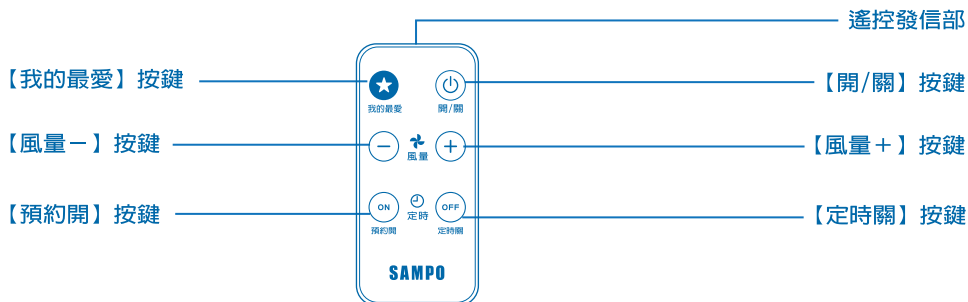 遙控發信部
【我的最愛】按鍵
【開/關】按鍵
我的最愛
開/關
【風量－】按鍵
風量
【風量＋】按鍵
【預約開】按鍵
ON
定時
OFF
【定時關】按鍵
預約開
定時關
SAMPO